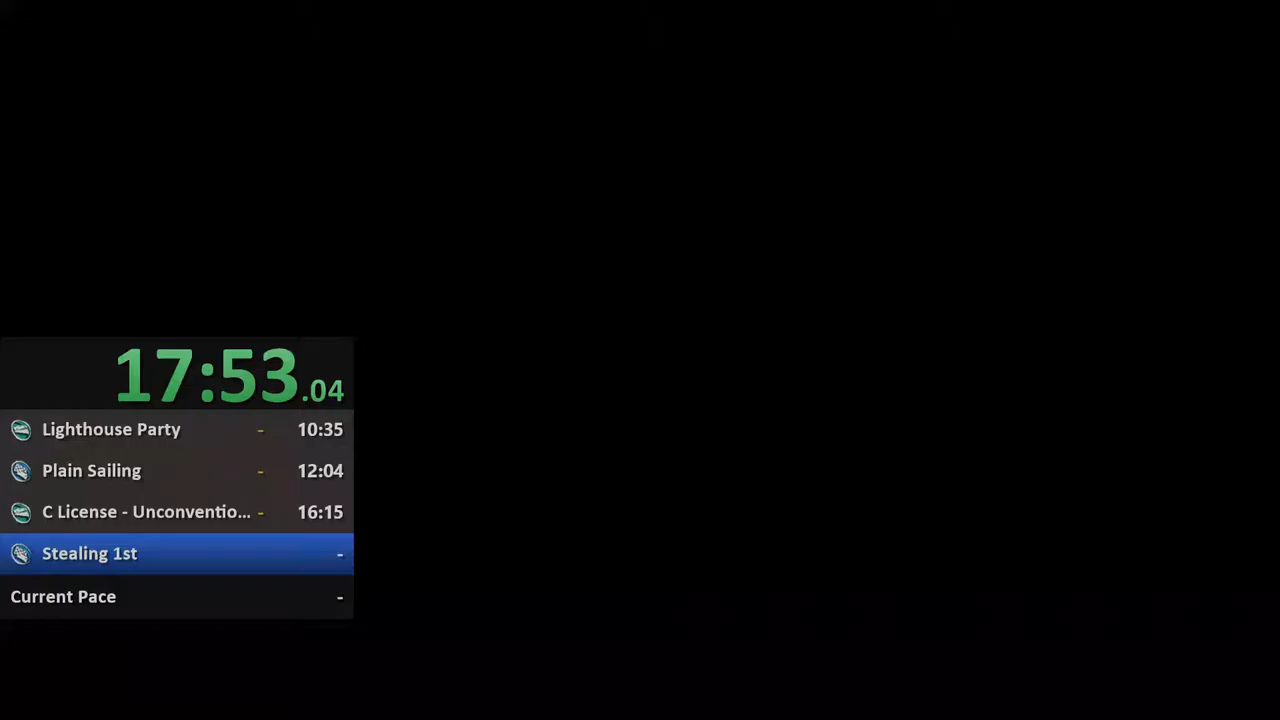 17:53.04
Lighthouse Party - 10:35
Plain Sailing - 12:04
C License - Unconventio... - 16:15
Stealing 1st -
Current Pace -